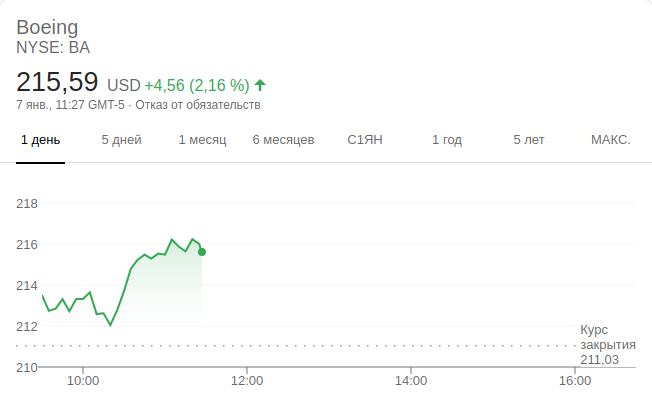 Boeing
NYSE: BA
215,59 USD +4,56 (2,16 %)
7 янв., 11:27 GMT-5 · Отказ от обязательств
1 день 5 дней 1 месяц 6 месяцев С1ЯН 1 год 5 лет МАКС.
218
216
214
212
210
Курс
закрытия
211,03
10:00 12:00 14:00 16:00